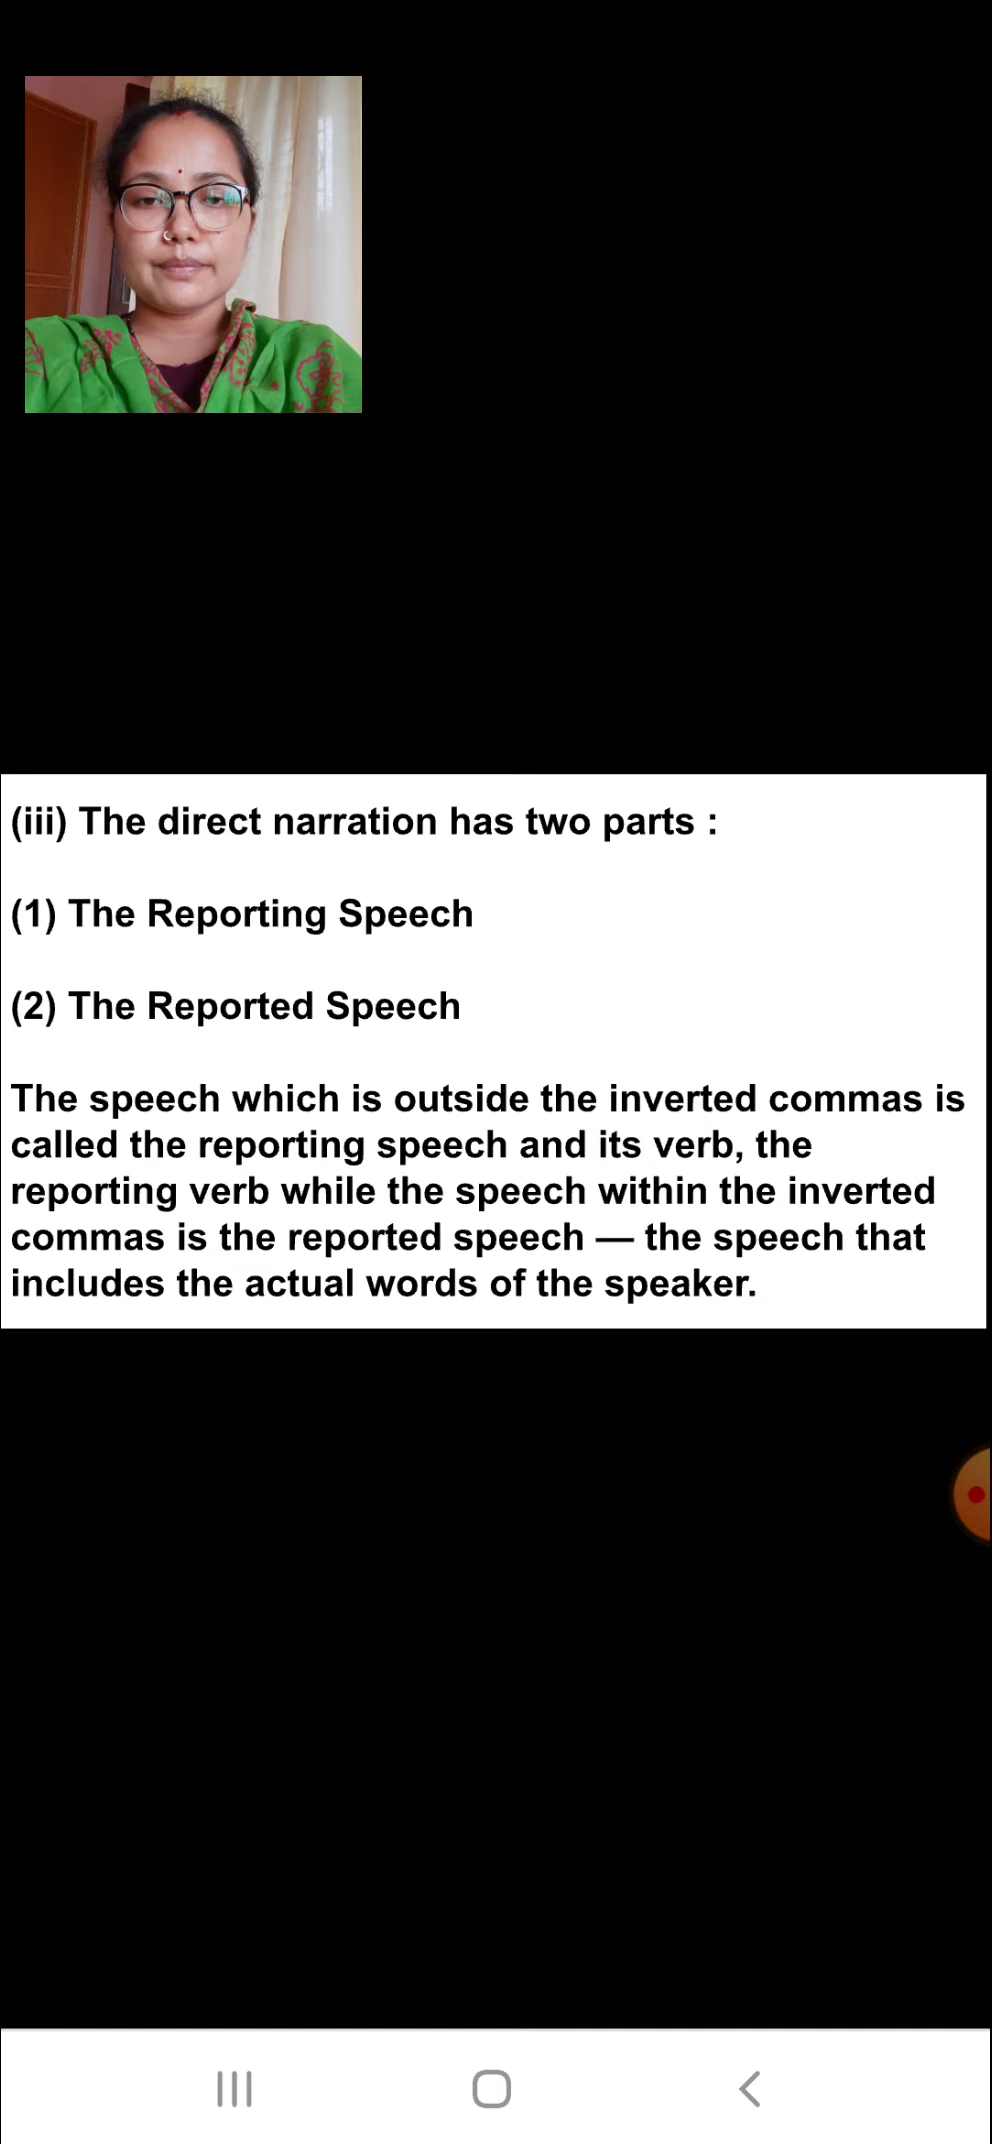 (iii) The direct narration has two parts :
(1) The Reporting Speech
(2) The Reported Speech
The speech which is outside the inverted commas is
called the reporting speech and its verb, the
reporting verb while the speech within the inverted
commas is the reported speech — the speech that
includes the actual words of the speaker.